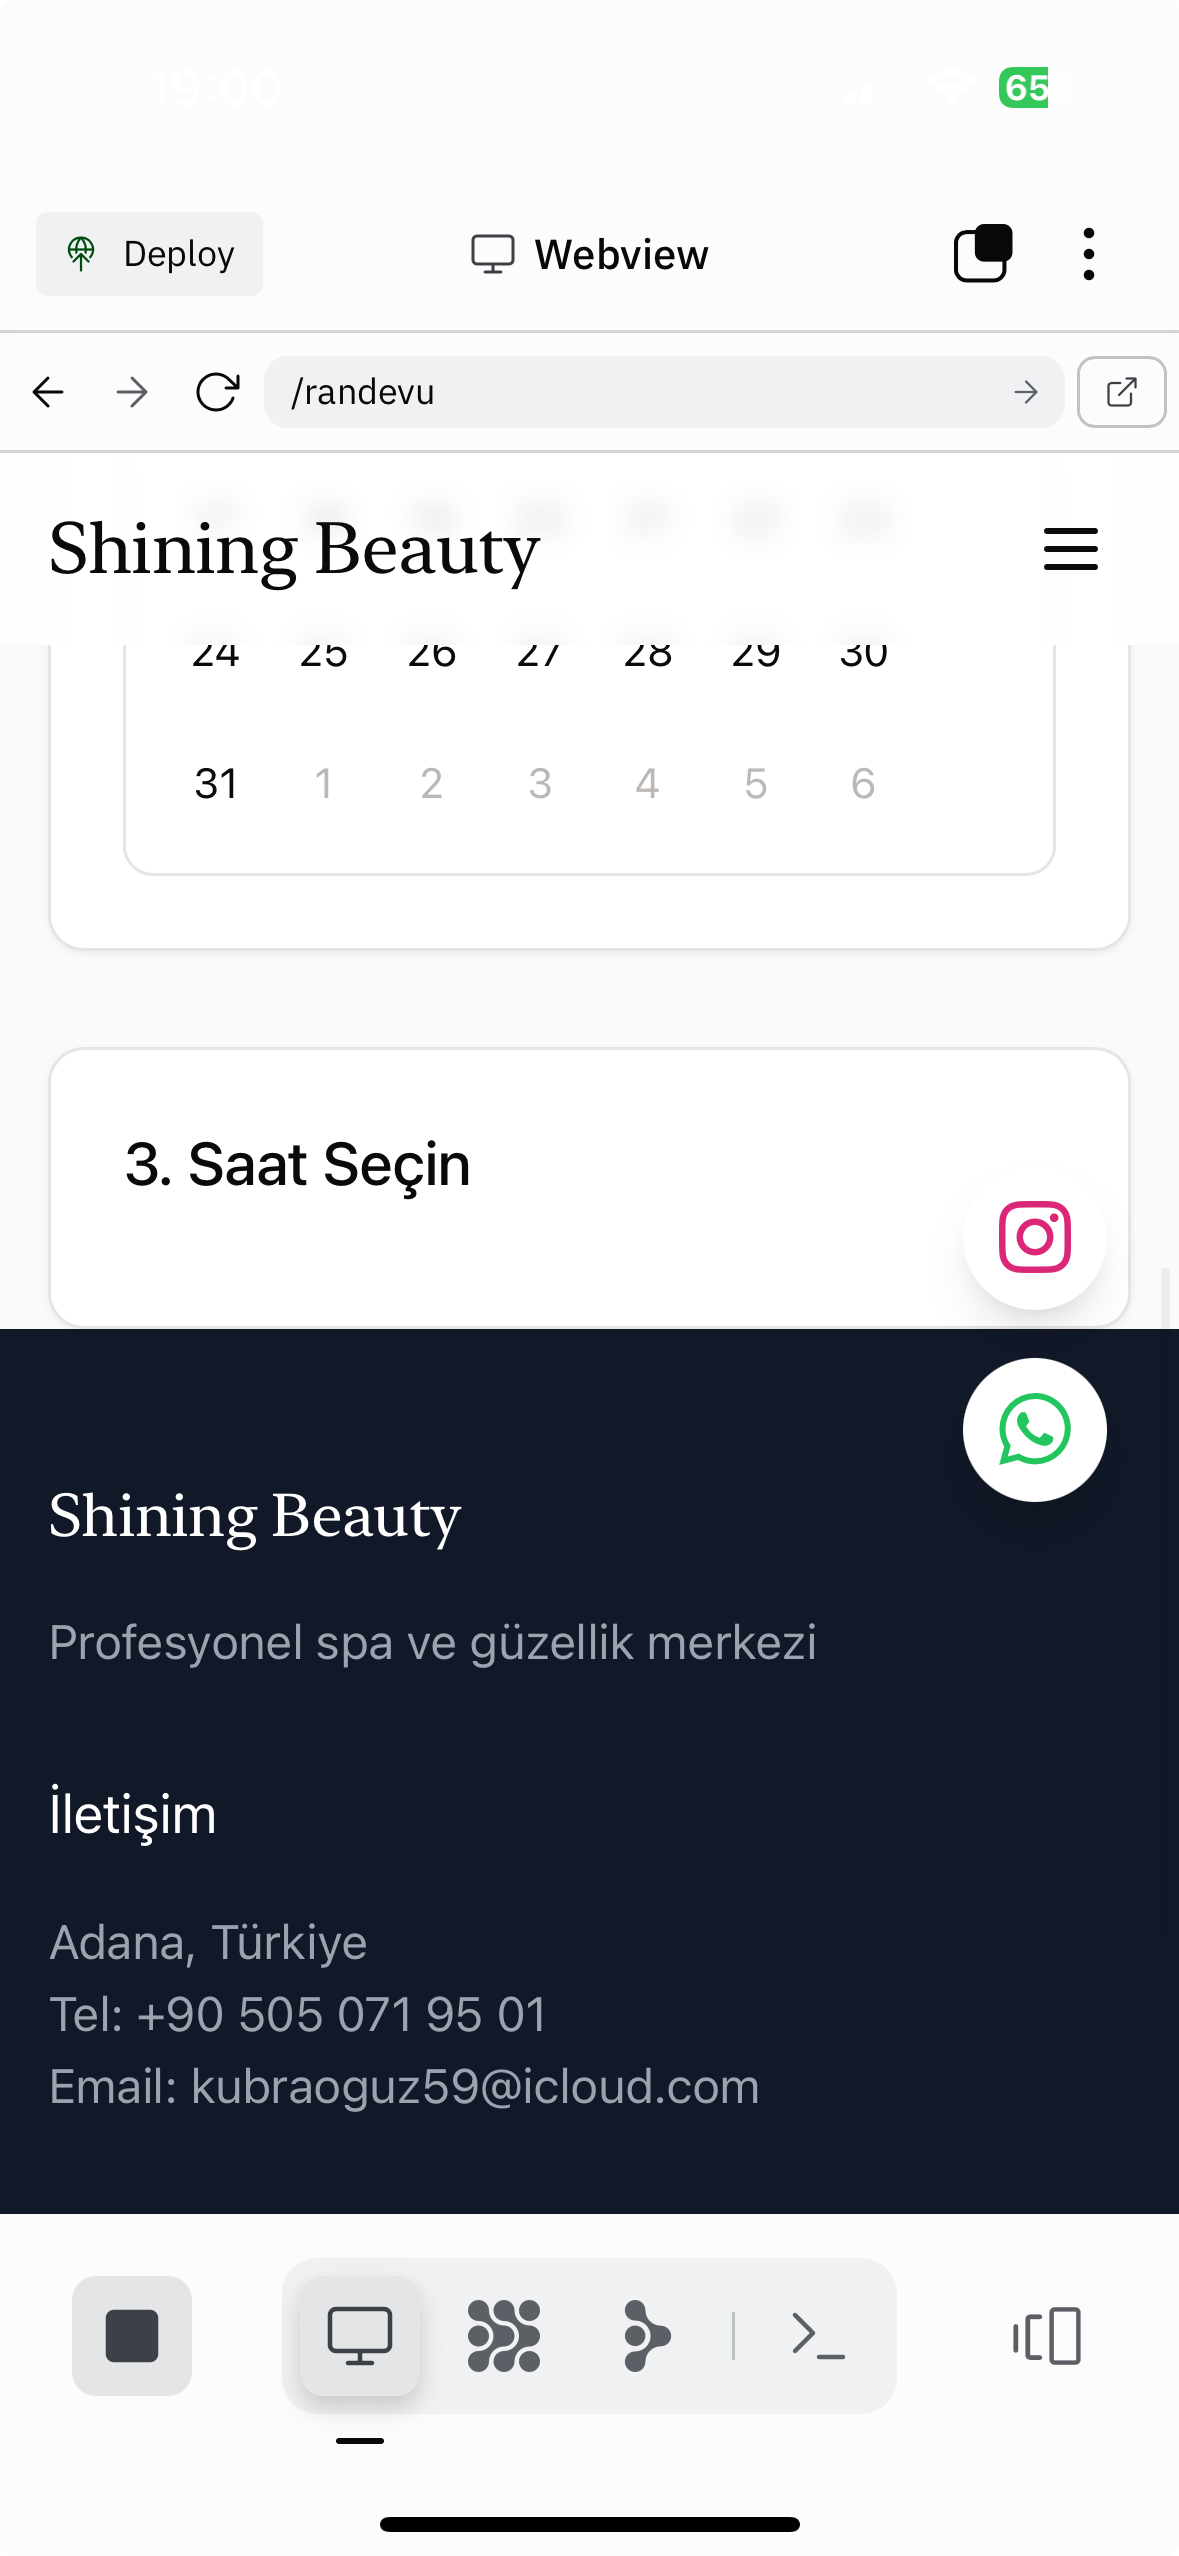 19:00
65
Deploy
Webview
/randevu
Shining Beauty
24 25 26 27 28 29 30
31 1 2 3 4 5 6
3. Saat Seçin
Shining Beauty
Profesyonel spa ve güzellik merkezi
İletişim
Adana, Türkiye
Tel: +90 505 071 95 01
Email: kubraoguz59@icloud.com